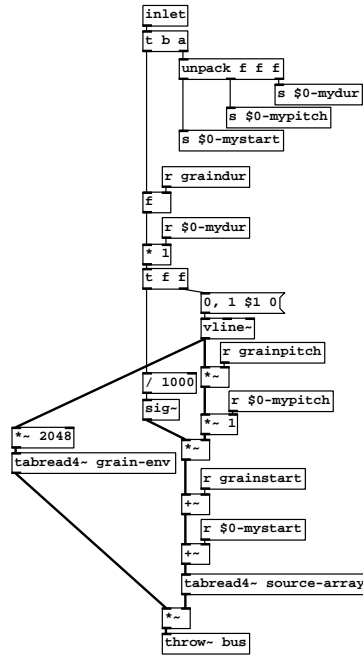 inlet
t b a
unpack f f f
s $0-mydur
s $0-mypitch
s $0-mystart
r graindur
f
r $0-mydur
* 1
t f f
0, 1 $1 0
vline~
r grainpitch
/ 1000
*~
r $0-mypitch
sig~
*~ 1
*~ 2048
*~
tabread4~ grain-env
r grainstart
+~
r $0-mystart
+~
tabread4~ source-array
*~
throw~ bus